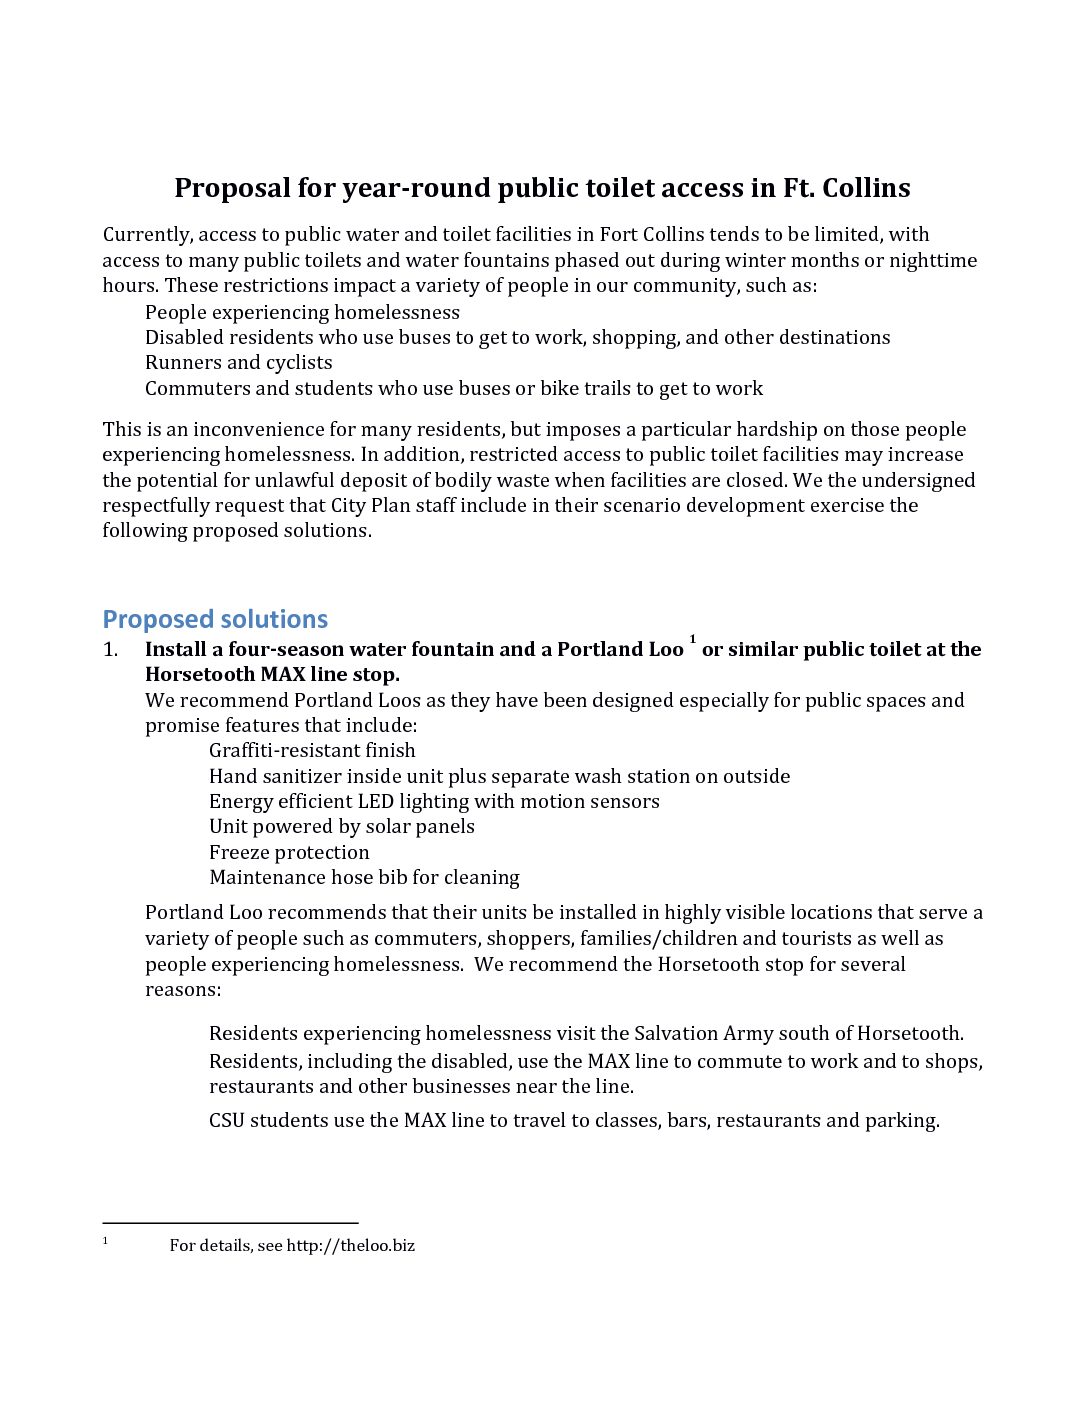 Proposal for year-round public toilet access in Ft. Collins
Currently, access to public water and toilet facilities in Fort Collins tends to be limited, with
access to many public toilets and water fountains phased out during winter months or nighttime
hours. These restrictions impact a variety of people in our community, such as:
People experiencing homelessness
Disabled residents who use buses to get to work, shopping, and other destinations
Runners and cyclists
Commuters and students who use buses or bike trails to get to work
This is an inconvenience for many residents, but imposes a particular hardship on those people
experiencing homelessness. In addition, restricted access to public toilet facilities may increase
the potential for unlawful deposit of bodily waste when facilities are closed. We the undersigned
respectfully request that City Plan staff include in their scenario development exercise the
following proposed solutions.
Proposed solutions
1. Install a four-season water fountain and a Portland Loo 1 or similar public toilet at the
Horsetooth MAX line stop.
We recommend Portland Loos as they have been designed especially for public spaces and
promise features that include:
Graffiti-resistant finish
Hand sanitizer inside unit plus separate wash station on outside
Energy efficient LED lighting with motion sensors
Unit powered by solar panels
Freeze protection
Maintenance hose bib for cleaning
Portland Loo recommends that their units be installed in highly visible locations that serve a
variety of people such as commuters, shoppers, families/children and tourists as well as
people experiencing homelessness.  We recommend the Horsetooth stop for several
reasons:
Residents experiencing homelessness visit the Salvation Army south of Horsetooth.
Residents, including the disabled, use the MAX line to commute to work and to shops,
restaurants and other businesses near the line.
CSU students use the MAX line to travel to classes, bars, restaurants and parking.
1 For details, see http://theloo.biz